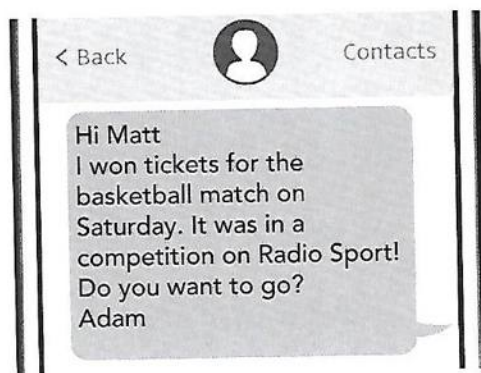 < Back
Contacts
Hi Matt
I won tickets for the
basketball match on
Saturday. It was in a
competition on Radio Sport!
Do you want to go?
Adam